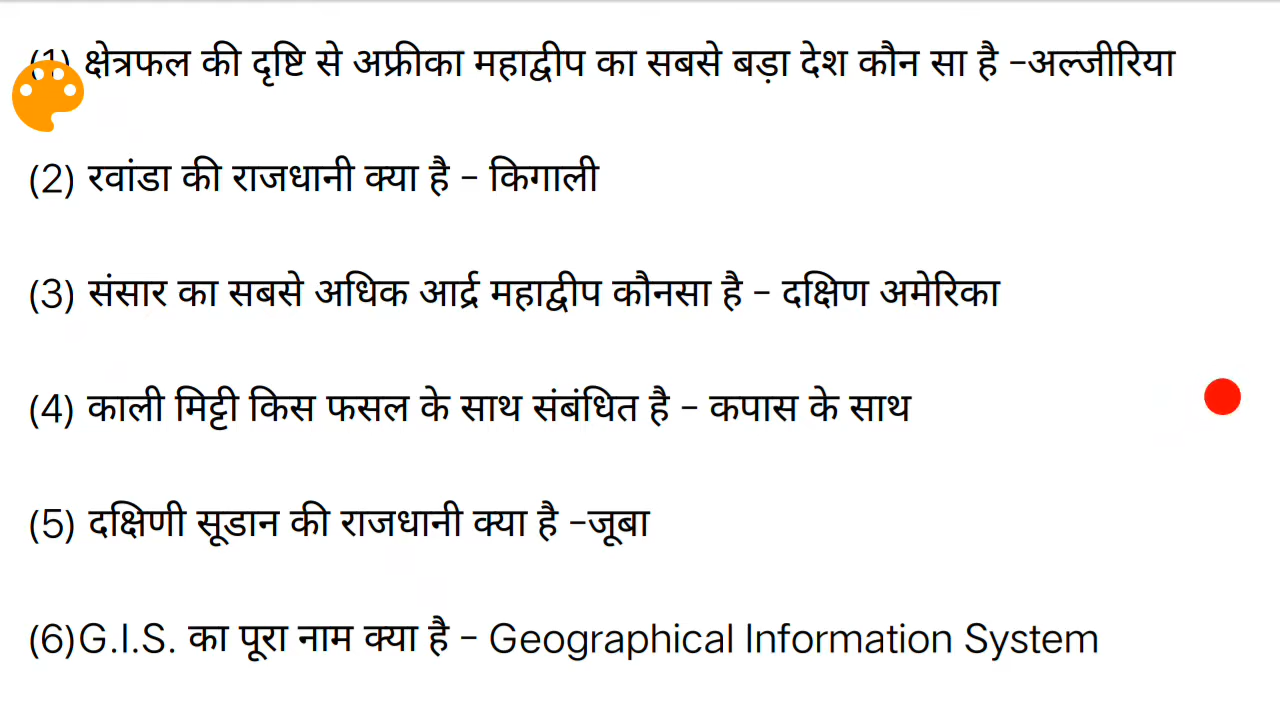 (1) क्षेत्रफल की दृष्टि से अफ्रीका महाद्वीप का सबसे बड़ा देश कौन सा है -अल्जीरिया
(2) रवांडा की राजधानी क्या है - किगाली
(3) संसार का सबसे अधिक आर्द्र महाद्वीप कौनसा है - दक्षिण अमेरिका
(4) काली मिट्टी किस फसल के साथ संबंधित है - कपास के साथ
(5) दक्षिणी सूडान की राजधानी क्या है -जूबा
(6)G.I.S. का पूरा नाम क्या है - Geographical Information System